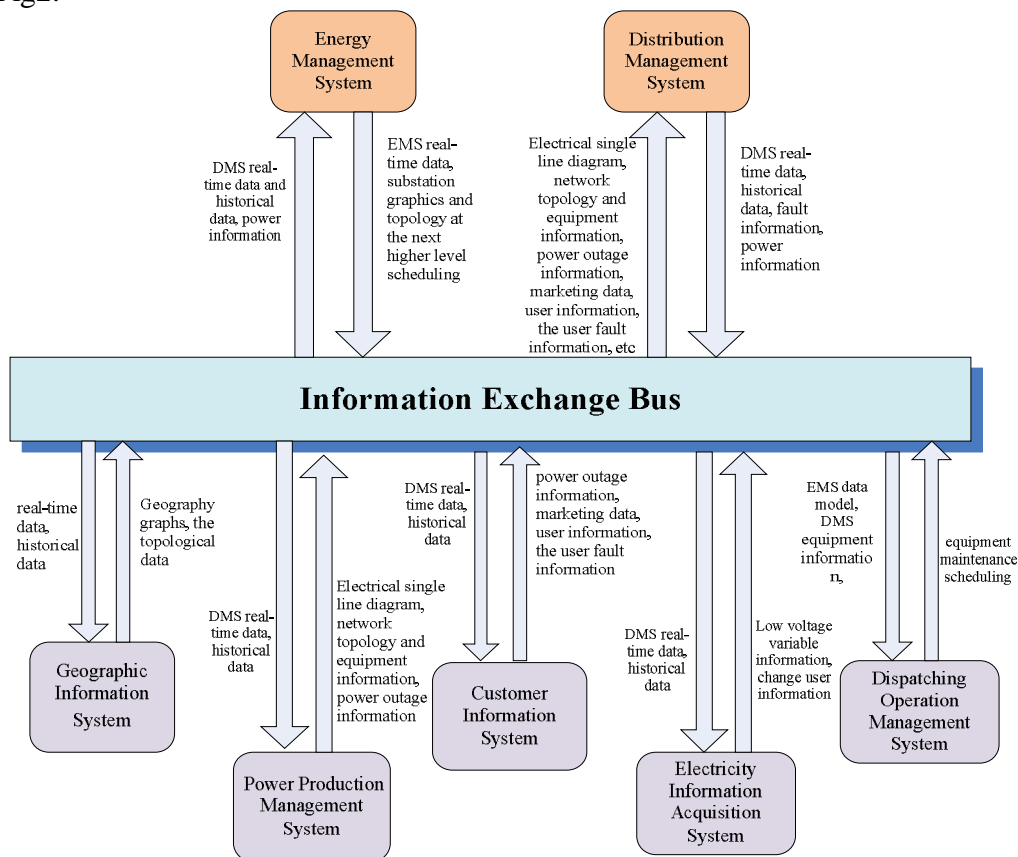 Energy
Management
System
Distribution
Management
System
DMS real-
time data and
historical
data, power
information
EMS real-
time data,
substation
graphics and
topology at
the next
higher level
scheduling
Electrical single
line diagram,
network
topology and
equipment
information,
power outage
information,
marketing data,
user information,
the user fault
information, etc
DMS real-
time data,
historical
data, fault
information,
power
information
Information Exchange Bus
real-time
data,
historical
data
Geography
graphs, the
topological
data
DMS real-
time data,
historical
data
Electrical single
line diagram,
network
topology and
equipment
information,
power outage
information
DMS real-
time data,
historical
data
power outage
information,
marketing data,
user information,
the user fault
information
DMS real-
time data,
historical
data
Low voltage
variable
information,
change user
information
EMS data
model,
DMS
equipment
informatio
n,
equipment
maintenance
scheduling
Geographic
Information
System
Power Production
Management
System
Customer
Information
System
Electricity
Information
Acquisition
System
Dispatching
Operation
Management
System